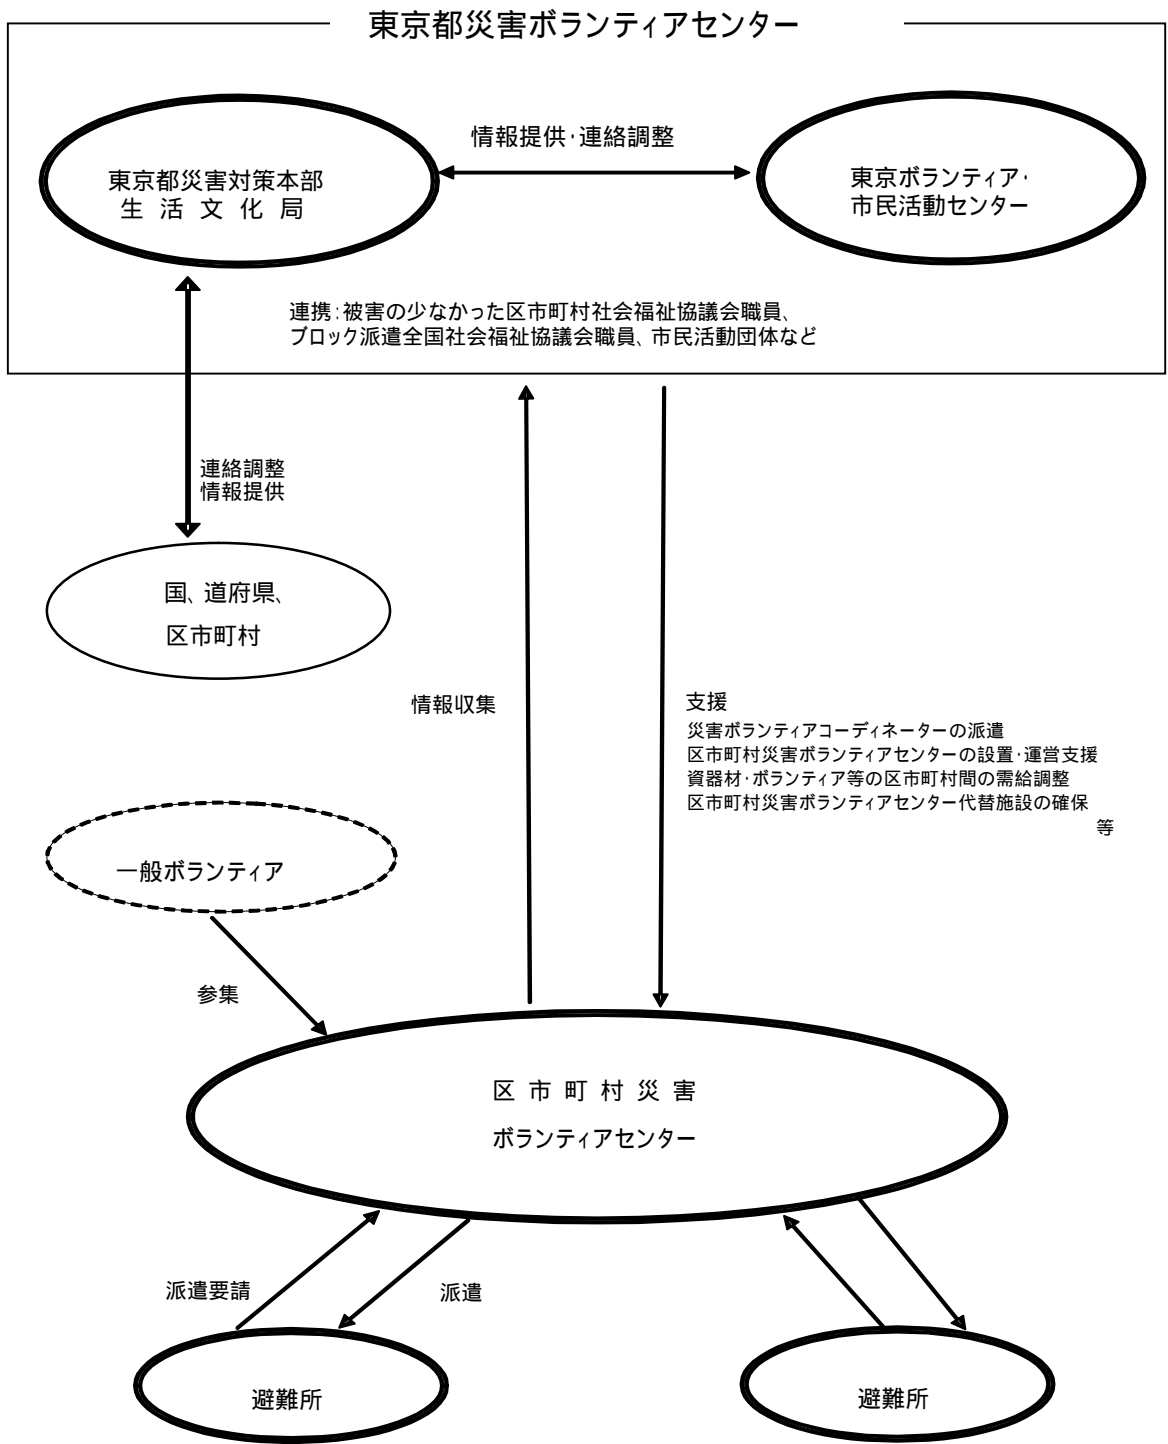 東京都災害ボランティアセンター
情報提供・連絡調整
東京都災害対策本部
生 活 文 化 局
東京ボランティア・
市民活動センター
連携:被害の少なかった区市町村社会福祉協議会職員、
ブロック派遣全国社会福祉協議会職員、市民活動団体など
連絡調整
情報提供
国、道府県、
区市町村
情報収集
支援
災害ボランティアコーディネーターの派遣
区市町村災害ボランティアセンターの設置・運営支援
資器材・ボランティア等の区市町村間の需給調整
区市町村災害ボランティアセンター代替施設の確保
等
一般ボランティア
参集
区 市 町 村 災 害
ボランティアセンター
派遣要請
派遣
避難所
避難所